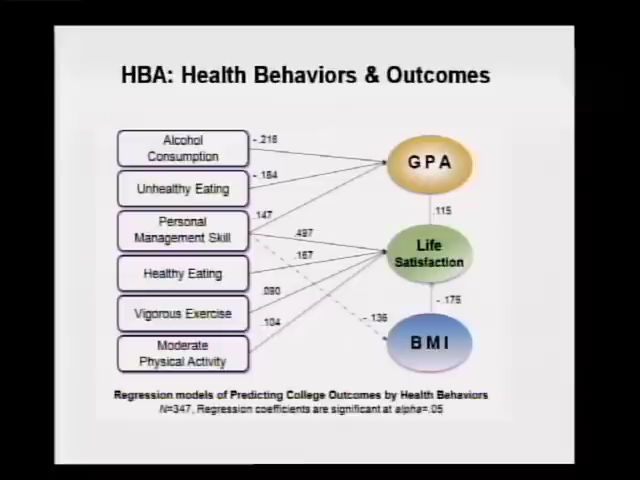 HBA: Health Behaviors & Outcomes
Alcohol
Consumption
-.218
Unhealthy Eating
-.184
Personal
Management Skill
.147
.497
Healthy Eating
.167
Vigorous Exercise
.090
Moderate
Physical Activity
.104
-.136
GPA
.115
Life
Satisfaction
-.175
BMI
Regression models of Predicting College Outcomes by Health Behaviors
N=347, Regression coefficients are significant at alpha=.05